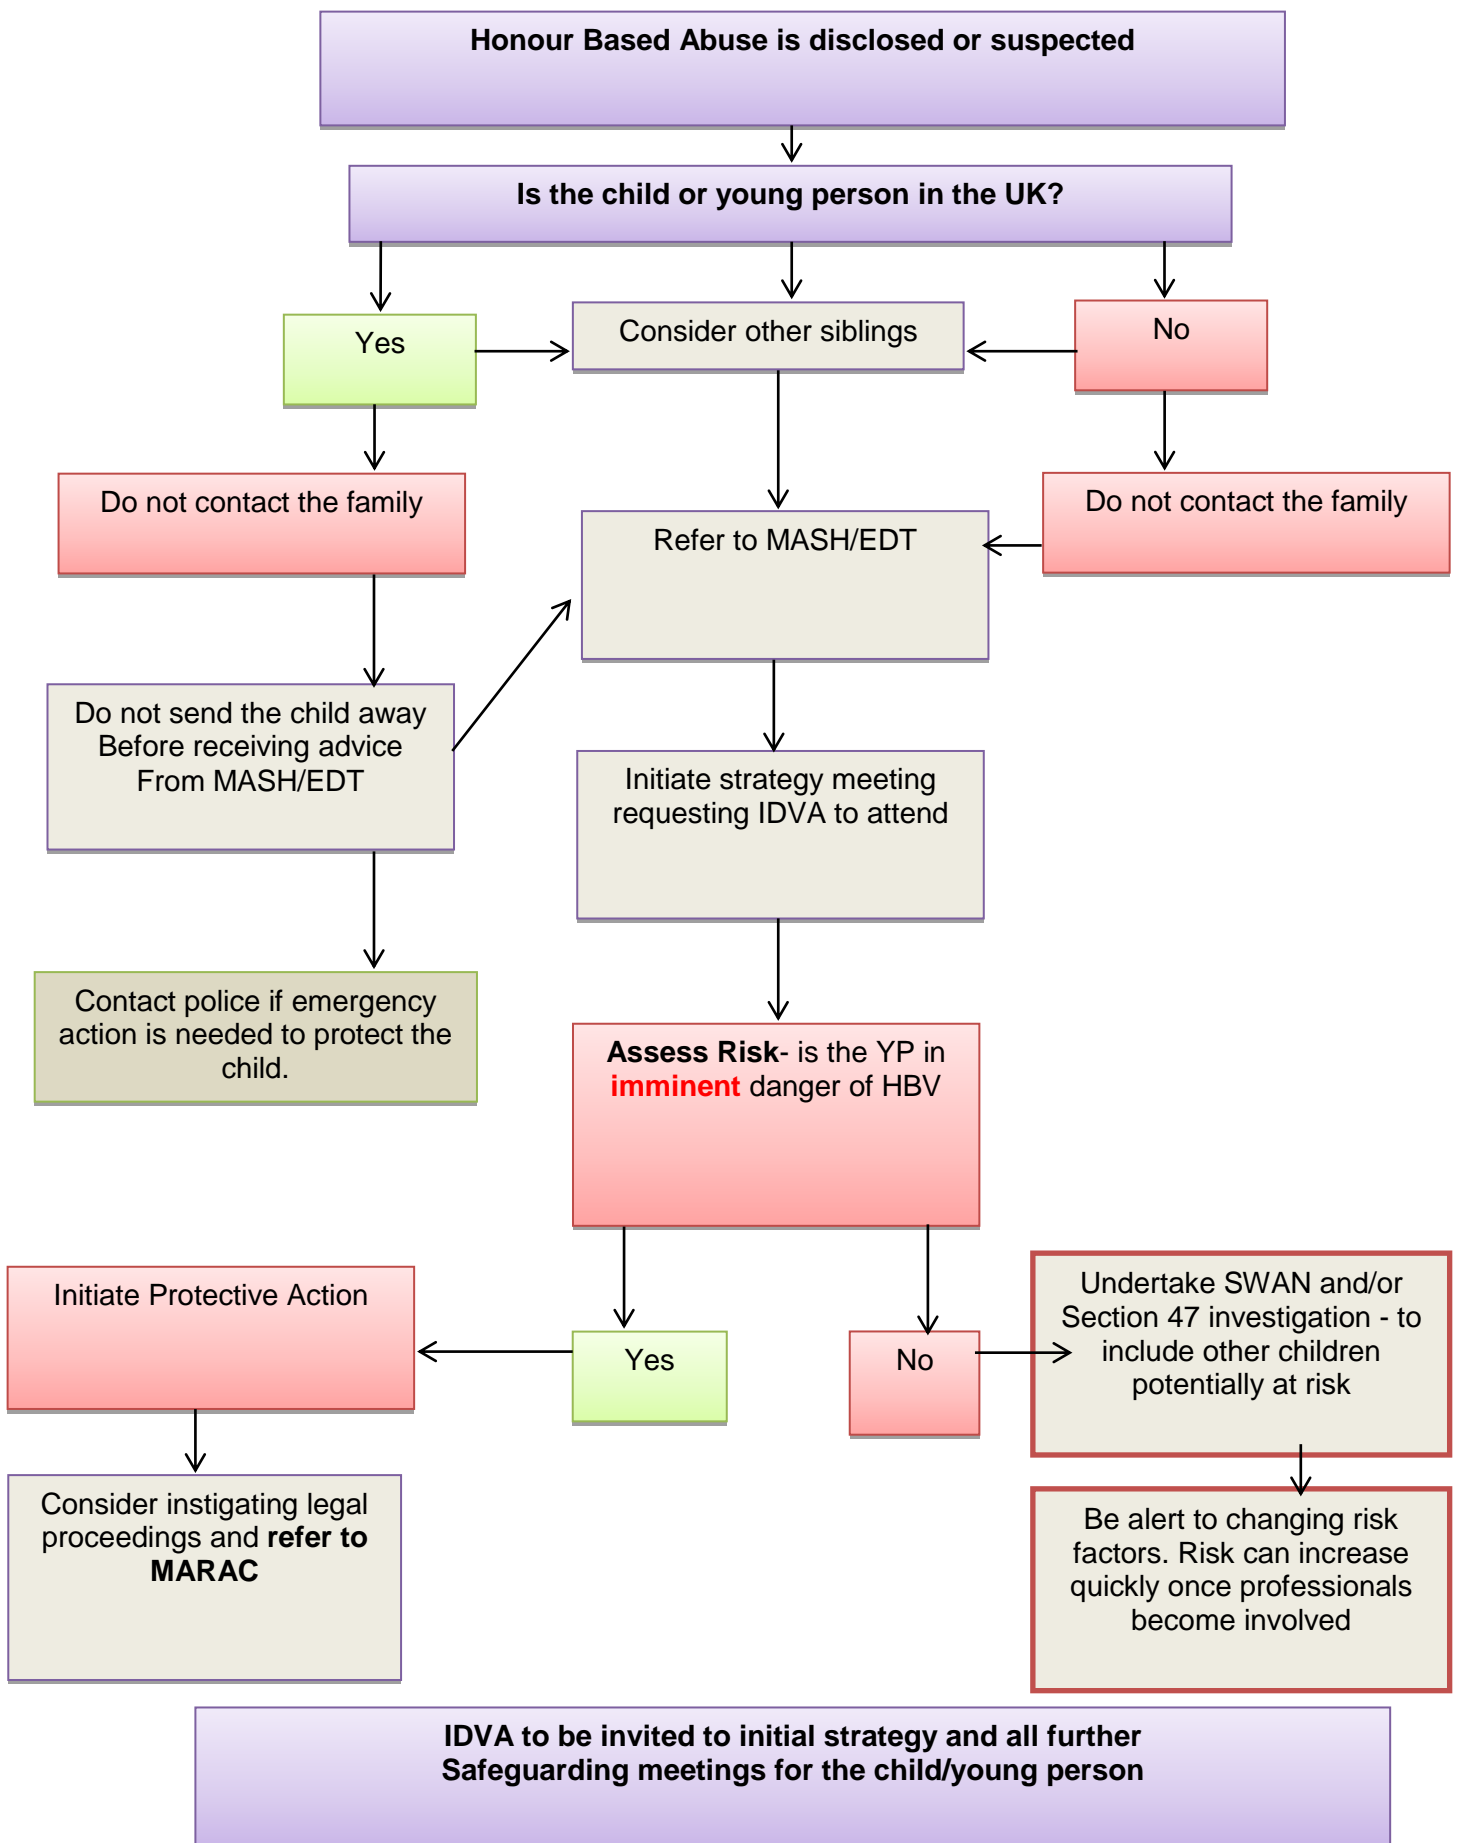 Honour Based Abuse is disclosed or suspected
Is the child or young person in the UK?
Yes
Consider other siblings
No
Do not contact the family
Refer to MASH/EDT
Do not contact the family
Do not send the child away
Before receiving advice
From MASH/EDT
Initiate strategy meeting
requesting IDVA to attend
Contact police if emergency
action is needed to protect the
child.
Assess Risk- is the YP in
imminent danger of HBV
Initiate Protective Action
Yes
No
Undertake SWAN and/or
Section 47 investigation - to
include other children
potentially at risk
Consider instigating legal
proceedings and refer to
MARAC
Be alert to changing risk
factors. Risk can increase
quickly once professionals
become involved
IDVA to be invited to initial strategy and all further
Safeguarding meetings for the child/young person